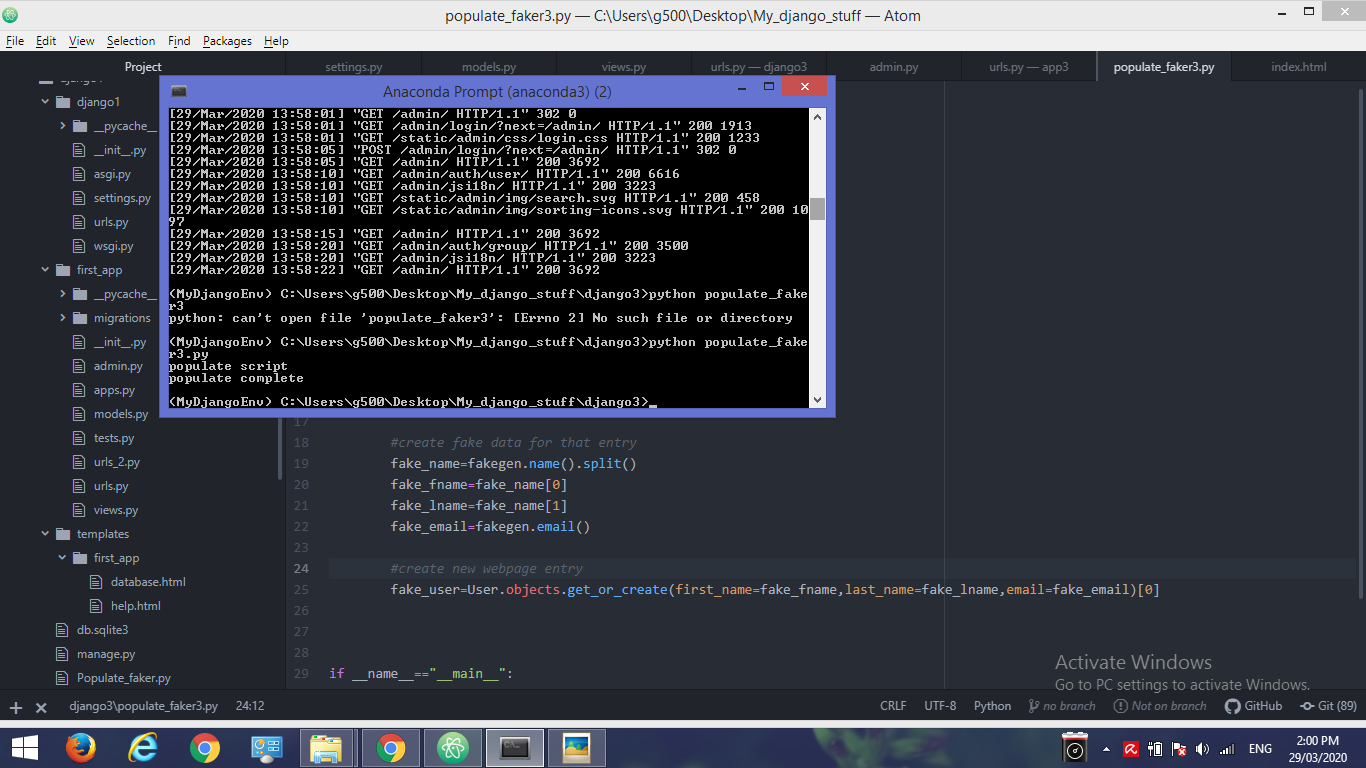 populate_faker3.py — C:\Users\g500\Desktop\My_django_stuff — Atom
File Edit View Selection Find Packages Help
Project
settings.py models.py views.py urls.py — django3 admin.py urls.py — app3 populate_faker3.py index.html
django1
__pycache__
__init__.py
asgi.py
settings.py
urls.py
wsgi.py
first_app
__pycache__
migrations
__init__.py
admin.py
apps.py
models.py
tests.py
urls_2.py
urls.py
views.py
templates
first_app
database.html
help.html
db.sqlite3
manage.py
Populate_faker.py
Anaconda Prompt (anaconda3) (2)
[29/Mar/2020 13:58:01] "GET /admin/ HTTP/1.1" 302 0
[29/Mar/2020 13:58:01] "GET /admin/login/?next=/admin/ HTTP/1.1" 200 1913
[29/Mar/2020 13:58:01] "GET /static/admin/css/login.css HTTP/1.1" 200 1233
[29/Mar/2020 13:58:05] "POST /admin/login/?next=/admin/ HTTP/1.1" 302 0
[29/Mar/2020 13:58:05] "GET /admin/ HTTP/1.1" 200 3692
[29/Mar/2020 13:58:10] "GET /admin/auth/user/ HTTP/1.1" 200 6616
[29/Mar/2020 13:58:10] "GET /admin/jsi18n/ HTTP/1.1" 200 3223
[29/Mar/2020 13:58:10] "GET /static/admin/img/search.svg HTTP/1.1" 200 458
[29/Mar/2020 13:58:10] "GET /static/admin/img/sorting-icons.svg HTTP/1.1" 200 10
97
[29/Mar/2020 13:58:15] "GET /admin/ HTTP/1.1" 200 3692
[29/Mar/2020 13:58:20] "GET /admin/auth/group/ HTTP/1.1" 200 3500
[29/Mar/2020 13:58:20] "GET /admin/jsi18n/ HTTP/1.1" 200 3223
[29/Mar/2020 13:58:22] "GET /admin/ HTTP/1.1" 200 3692
(MyDjangoEnv) C:\Users\g500\Desktop\My_django_stuff\django3>python populate_fake
r3
python: can't open file 'populate_faker3': [Errno 2] No such file or directory
(MyDjangoEnv) C:\Users\g500\Desktop\My_django_stuff\django3>python populate_fake
r3.py
populate script
populate complete
(MyDjangoEnv) C:\Users\g500\Desktop\My_django_stuff\django3>_
17
18 #create fake data for that entry
19 fake_name=fakegen.name().split()
20 fake_fname=fake_name[0]
21 fake_lname=fake_name[1]
22 fake_email=fakegen.email()
23
24 #create new webpage entry
25 fake_user=User.objects.get_or_create(first_name=fake_fname,last_name=fake_lname,email=fake_email)[0]
26
27
28
29 if __name__=="__main__":
Activate Windows
Go to PC settings to activate Windows.
django3\populate_faker3.py 24:12 CRLF UTF-8 Python no branch Not on branch GitHub Git (89)
ENG
2:00 PM
29/03/2020